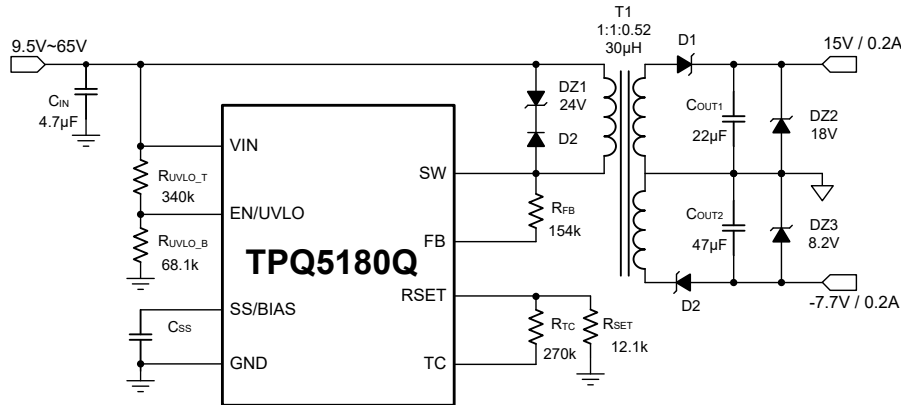 T1
1:1:0.52
30µH
9.5V~65V
D1
15V / 0.2A
CIN
4.7µF
DZ1
24V
D2
COUT1
22µF
DZ2
18V
VIN
RUVLO_T
340k
SW
EN/UVLO
RFB
154k
COUT2
47µF
DZ3
8.2V
RUVLO_B
68.1k
FB
TPQ5180Q
D2
-7.7V / 0.2A
RSET
SS/BIAS
CSS
RTC
270k
RSET
12.1k
GND
TC